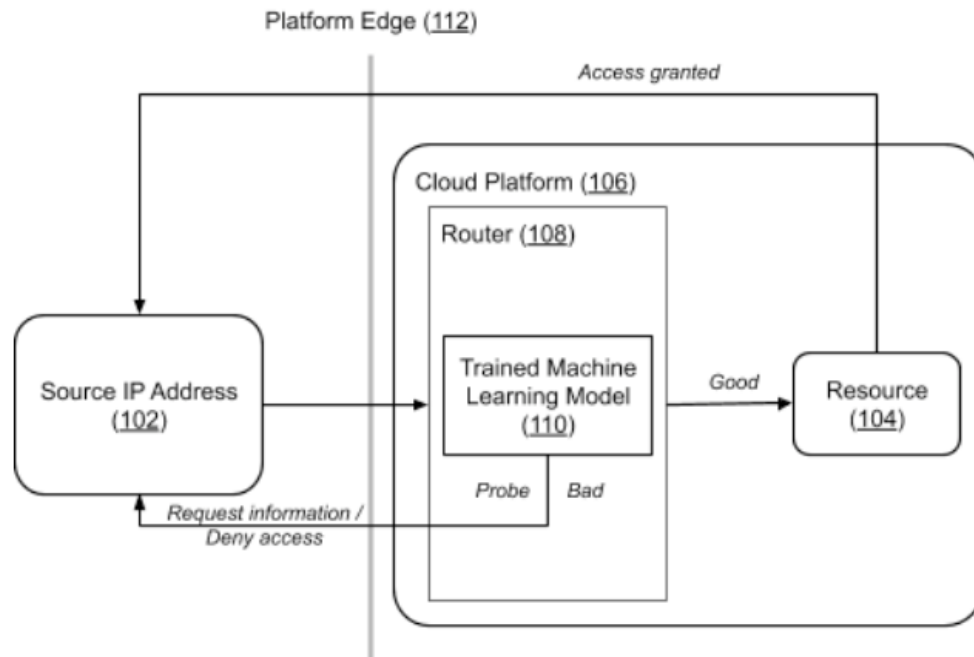 Platform Edge (112)
Access granted
Cloud Platform (106)
Router (108)
Source IP Address
(102)
Trained Machine
Learning Model
(110)
Good
Resource
(104)
Probe
Bad
Request information /
Deny access